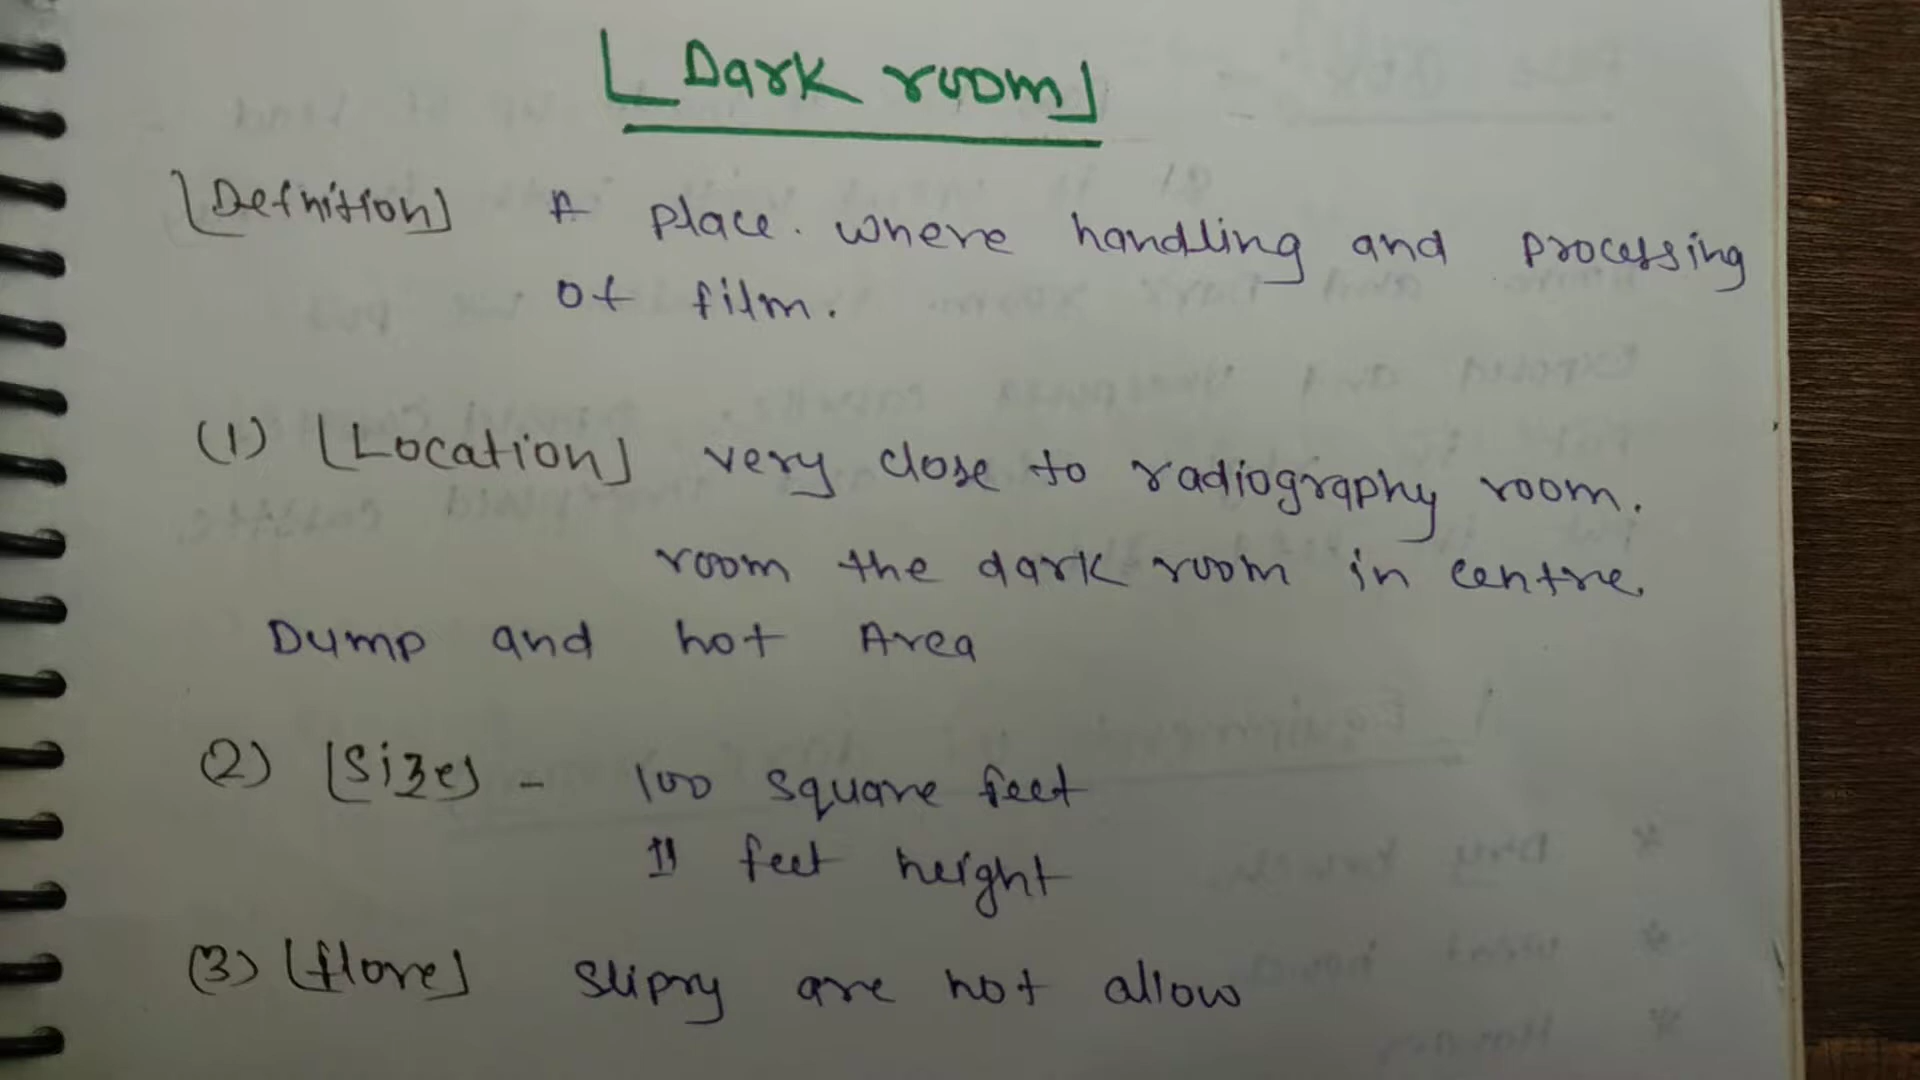 [Dark room]
[Definition] A place. where handling and processing
of film.
(1) [Location] very close to radiography room.
room the dark room in centre.
Dump and hot Area
(2) [Size] - 100 square feet
11 feet height
(3) [flore] slipry are not allow